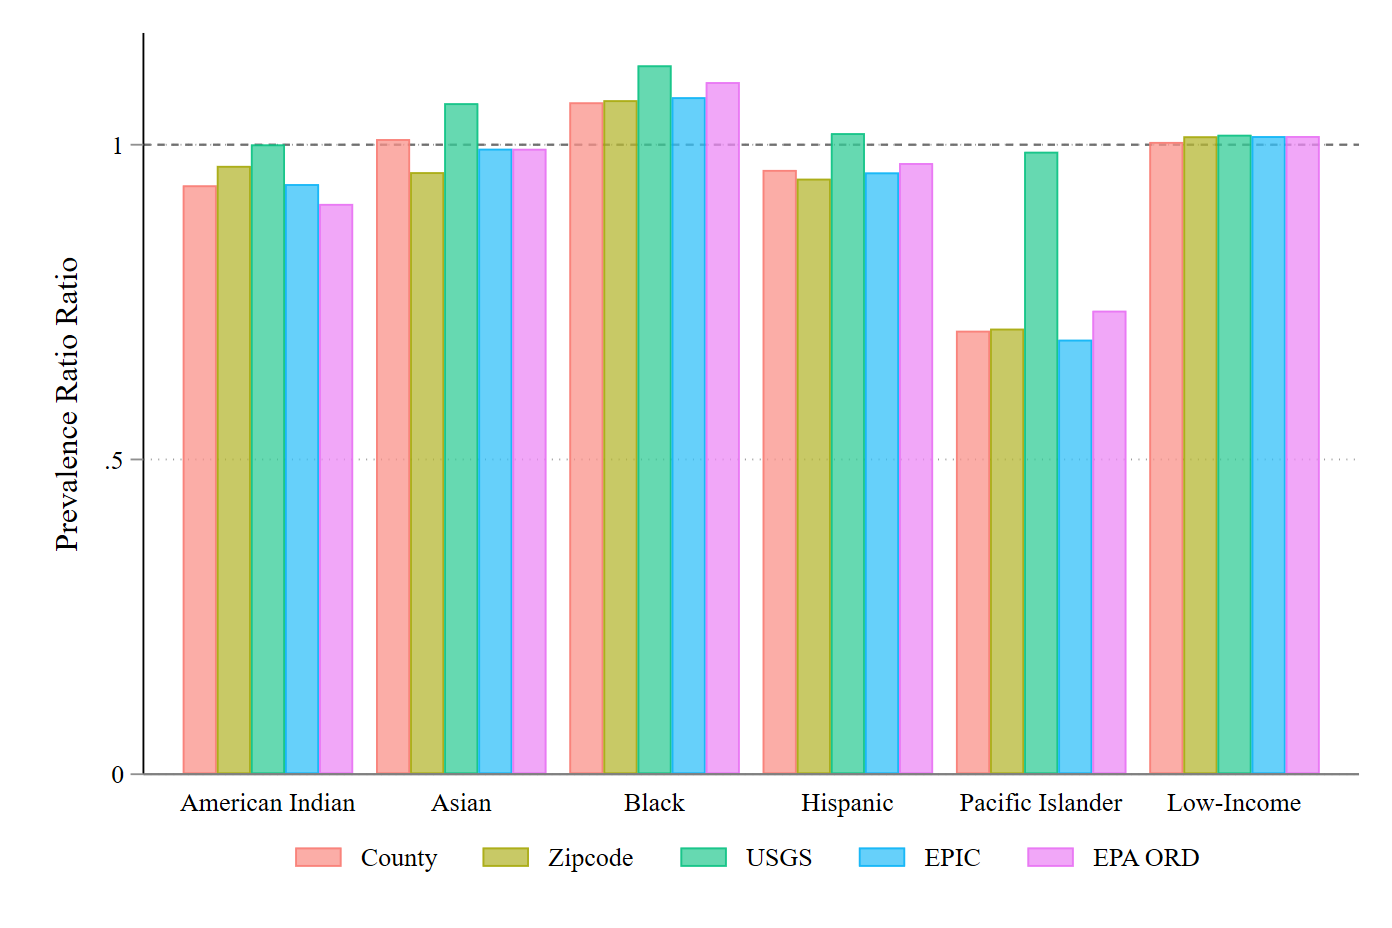 Prevalence Ratio Ratio
1
.5
0
American Indian Asian Black Hispanic Pacific Islander Low-Income
County Zipcode USGS EPIC EPA ORD